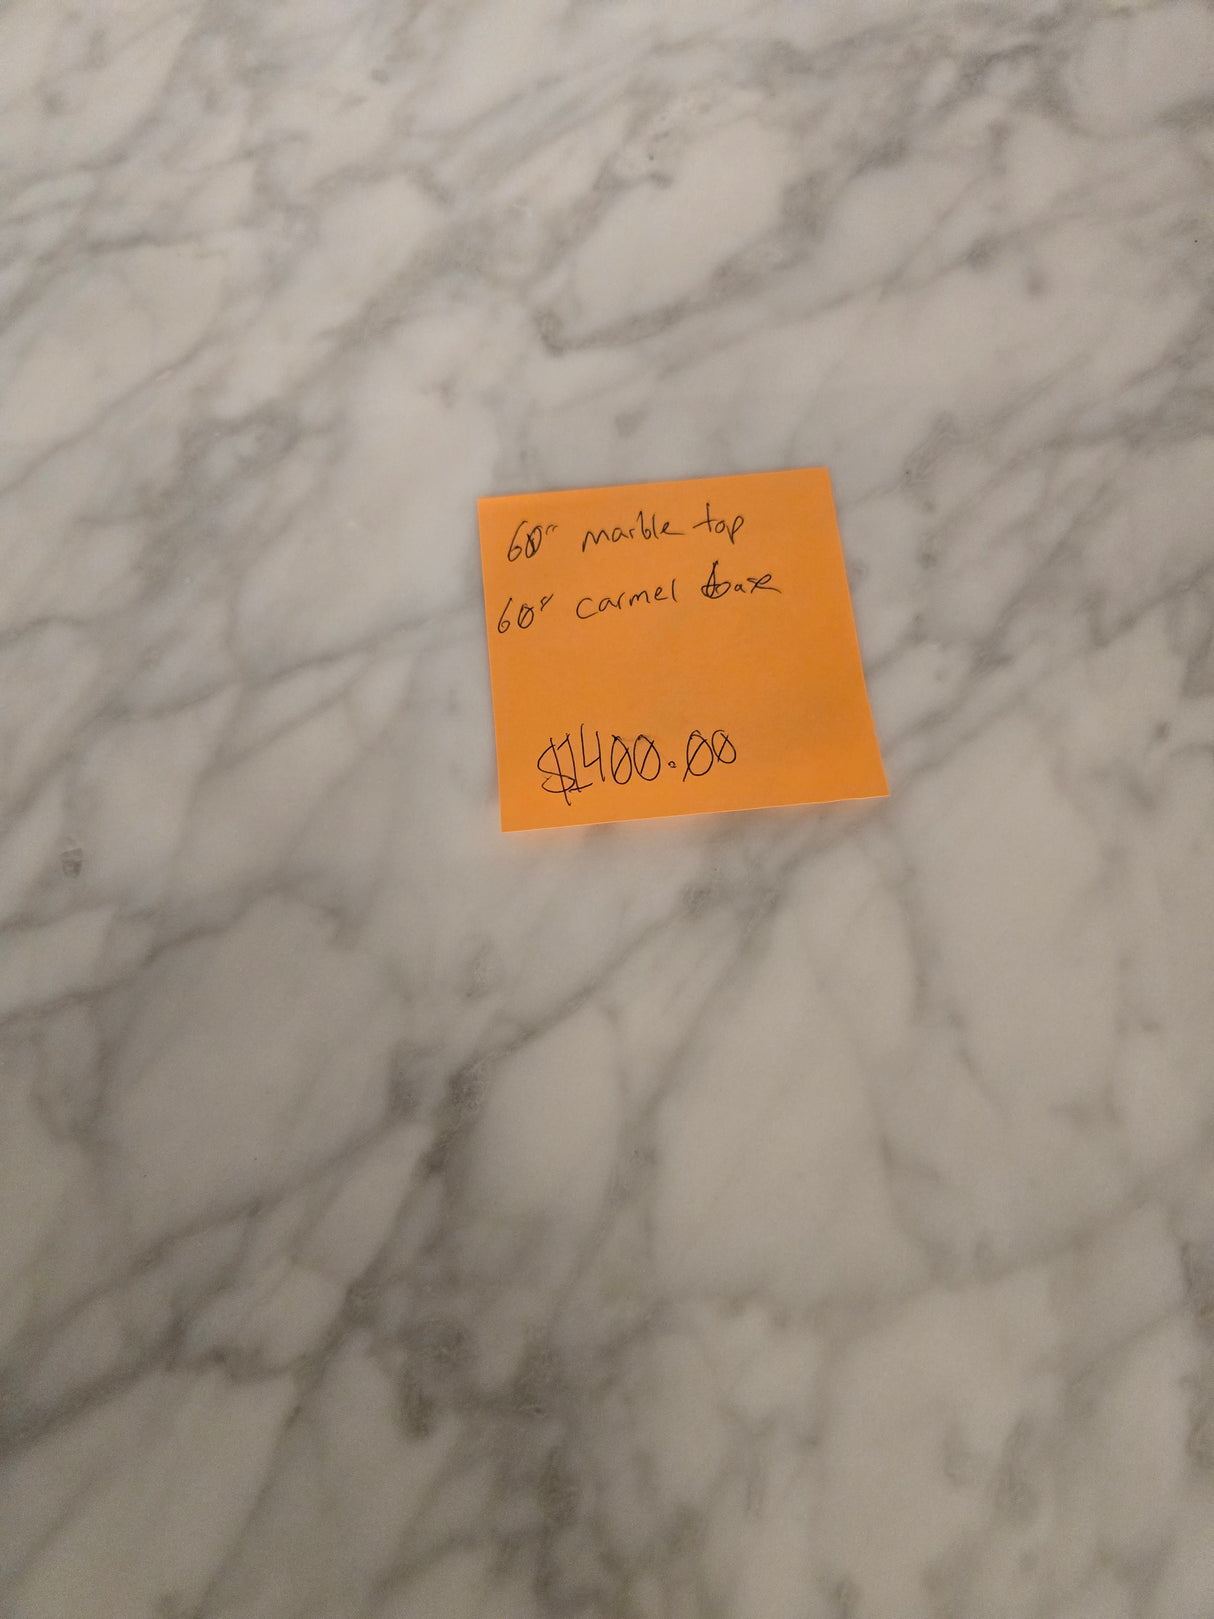 60" marble top
60" carmel base
$1400.00